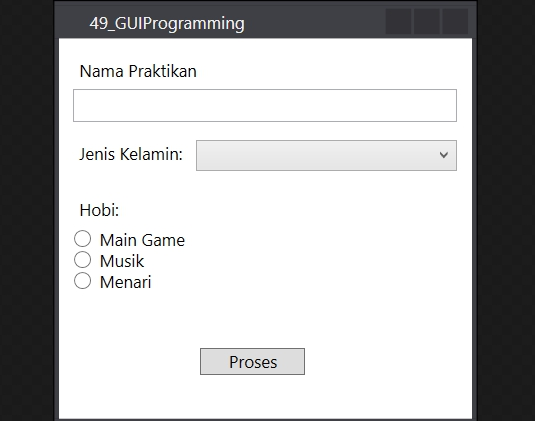 49_GUIProgramming
Nama Praktikan
Jenis Kelamin:
Hobi:
Main Game
Musik
Menari
Proses